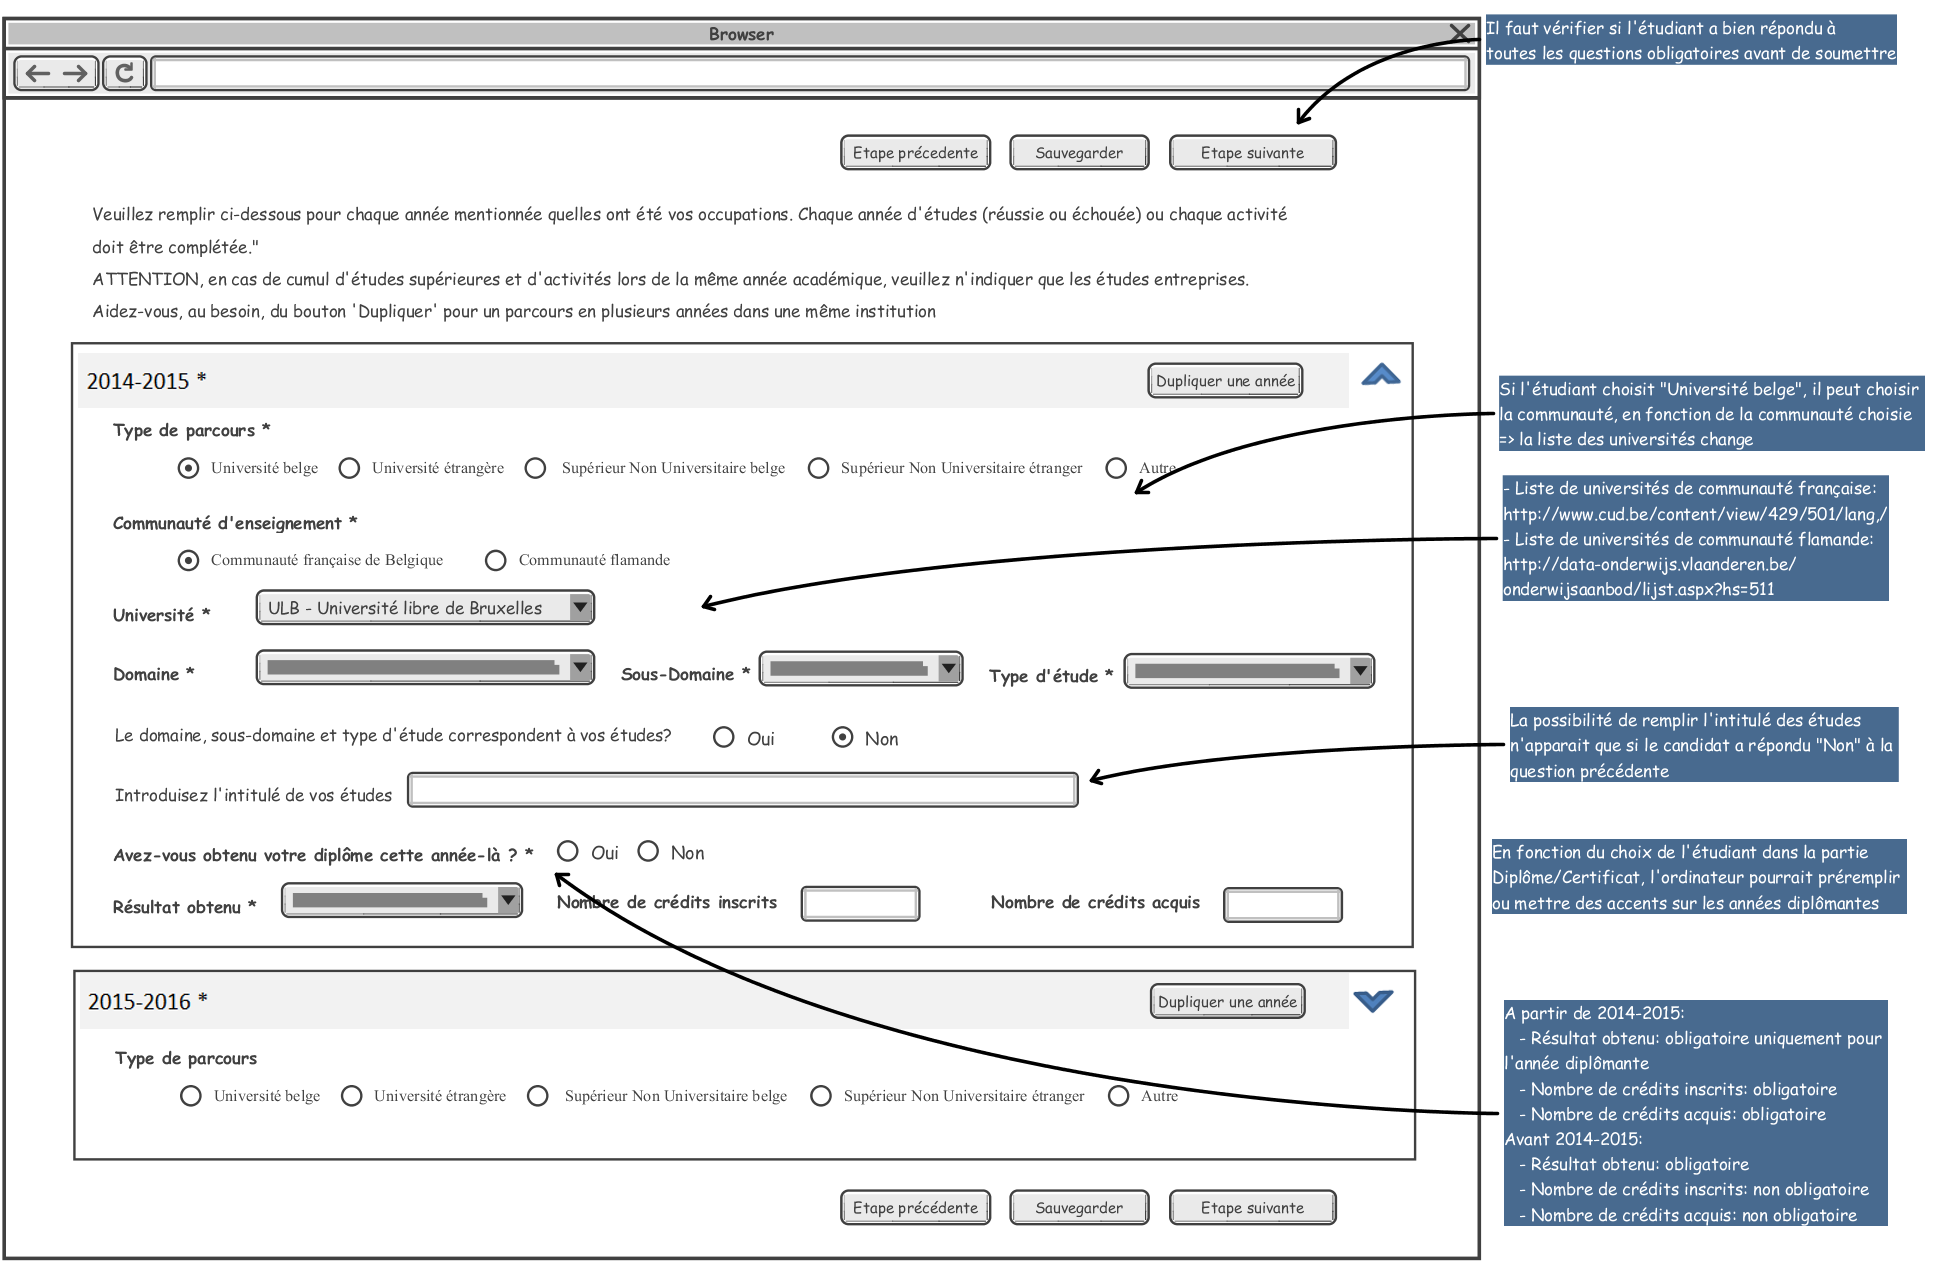 Browser
Il faut vérifier si l'étudiant a bien répondu à
toutes les questions obligatoires avant de soumettre
Etape précedente
Sauvegarder
Etape suivante
Veuillez remplir ci-dessous pour chaque année mentionnée quelles ont été vos occupations. Chaque année d'études (réussie ou échouée) ou chaque activité
doit être complétée."
ATTENTION, en cas de cumul d'études supérieures et d'activités lors de la même année académique, veuillez n'indiquer que les études entreprises.
Aidez-vous, au besoin, du bouton 'Dupliquer' pour un parcours en plusieurs années dans une même institution
2014-2015 *
Dupliquer une année
Si l'étudiant choisit "Université belge", il peut choisir
la communauté, en fonction de la communauté choisie
=> la liste des universités change
Type de parcours *
Université belge
Université étrangère
Supérieur Non Universitaire belge
Supérieur Non Universitaire étranger
Autre
- Liste de universités de communauté française:
http://www.cud.be/content/view/429/501/lang,/
- Liste de universités de communauté flamande:
http://data-onderwijs.vlaanderen.be/
onderwijsaanbod/lijst.aspx?hs=511
Communauté d'enseignement *
Communauté française de Belgique
Communauté flamande
Université *
ULB - Université libre de Bruxelles
Domaine *
Sous-Domaine *
Type d'étude *
Le domaine, sous-domaine et type d'étude correspondent à vos études?
Oui
Non
La possibilité de remplir l'intitulé des études
n'apparait que si le candidat a répondu "Non" à la
question précédente
Introduisez l'intitulé de vos études
Avez-vous obtenu votre diplôme cette année-là ? *
Oui
Non
En fonction du choix de l'étudiant dans la partie
Diplôme/Certificat, l'ordinateur pourrait préremplir
ou mettre des accents sur les années diplômantes
Résultat obtenu *
Nombre de crédits inscrits
Nombre de crédits acquis
2015-2016 *
Dupliquer une année
Type de parcours
Université belge
Université étrangère
Supérieur Non Universitaire belge
Supérieur Non Universitaire étranger
Autre
A partir de 2014-2015:
- Résultat obtenu: obligatoire uniquement pour
l'année diplômante
- Nombre de crédits inscrits: obligatoire
- Nombre de crédits acquis: obligatoire
Avant 2014-2015:
- Résultat obtenu: obligatoire
- Nombre de crédits inscrits: non obligatoire
- Nombre de crédits acquis: non obligatoire
Etape précédente
Sauvegarder
Etape suivante